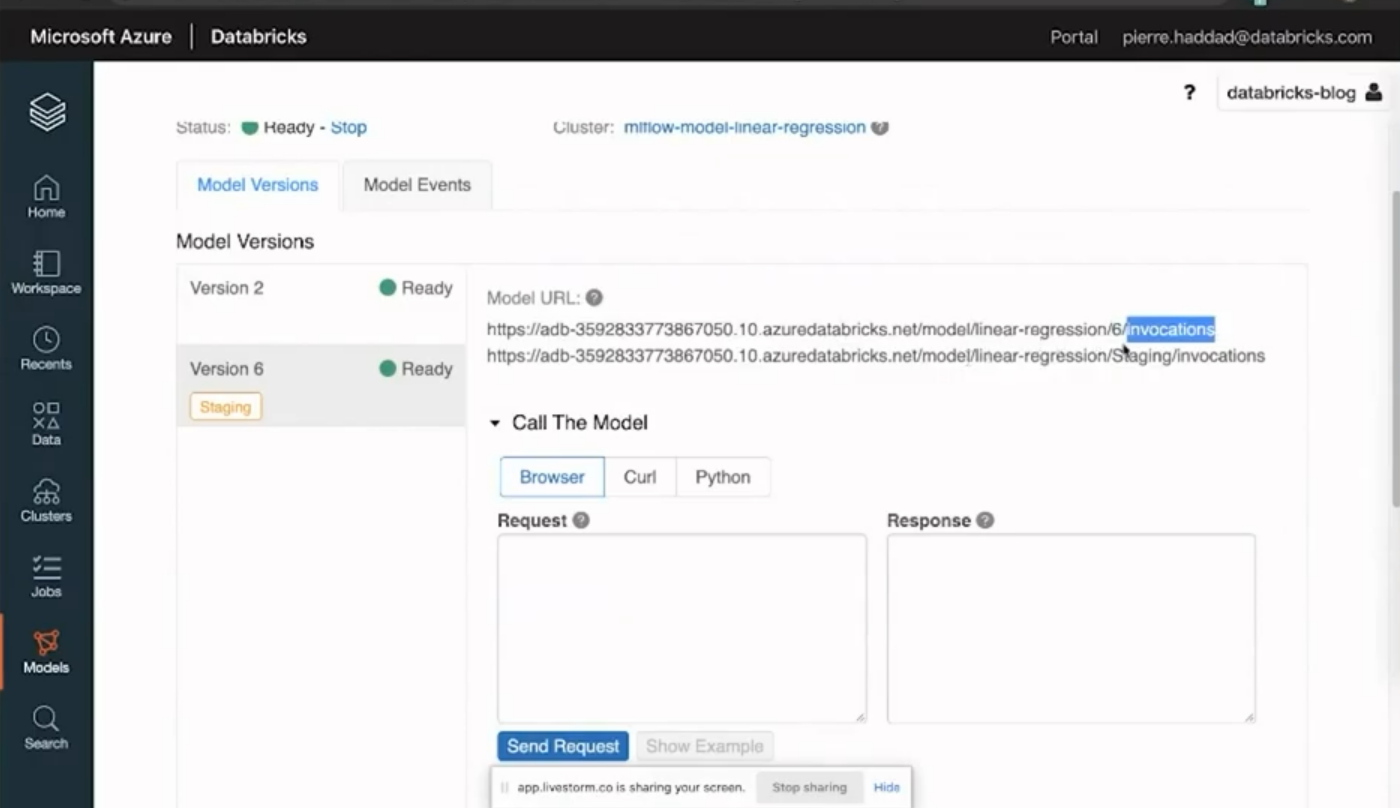 Microsoft Azure | Databricks
Portal pierre.haddad@databricks.com
? databricks-blog
Status: Ready - Stop
Cluster: mlflow-model-linear-regression ?
Home
Workspace
Recents
Data
Clusters
Jobs
Models
Search
Model Versions Model Events
Model Versions
Version 2 Ready
Version 6 Ready
Staging
Model URL: ?
https://adb-3592833773867050.10.azuredatabricks.net/model/linear-regression/6/invocations
https://adb-3592833773867050.10.azuredatabricks.net/model/linear-regression/Staging/invocations
Call The Model
Browser Curl Python
Request ? Response ?
Send Request Show Example
app.livestorm.co is sharing your screen. Stop sharing Hide